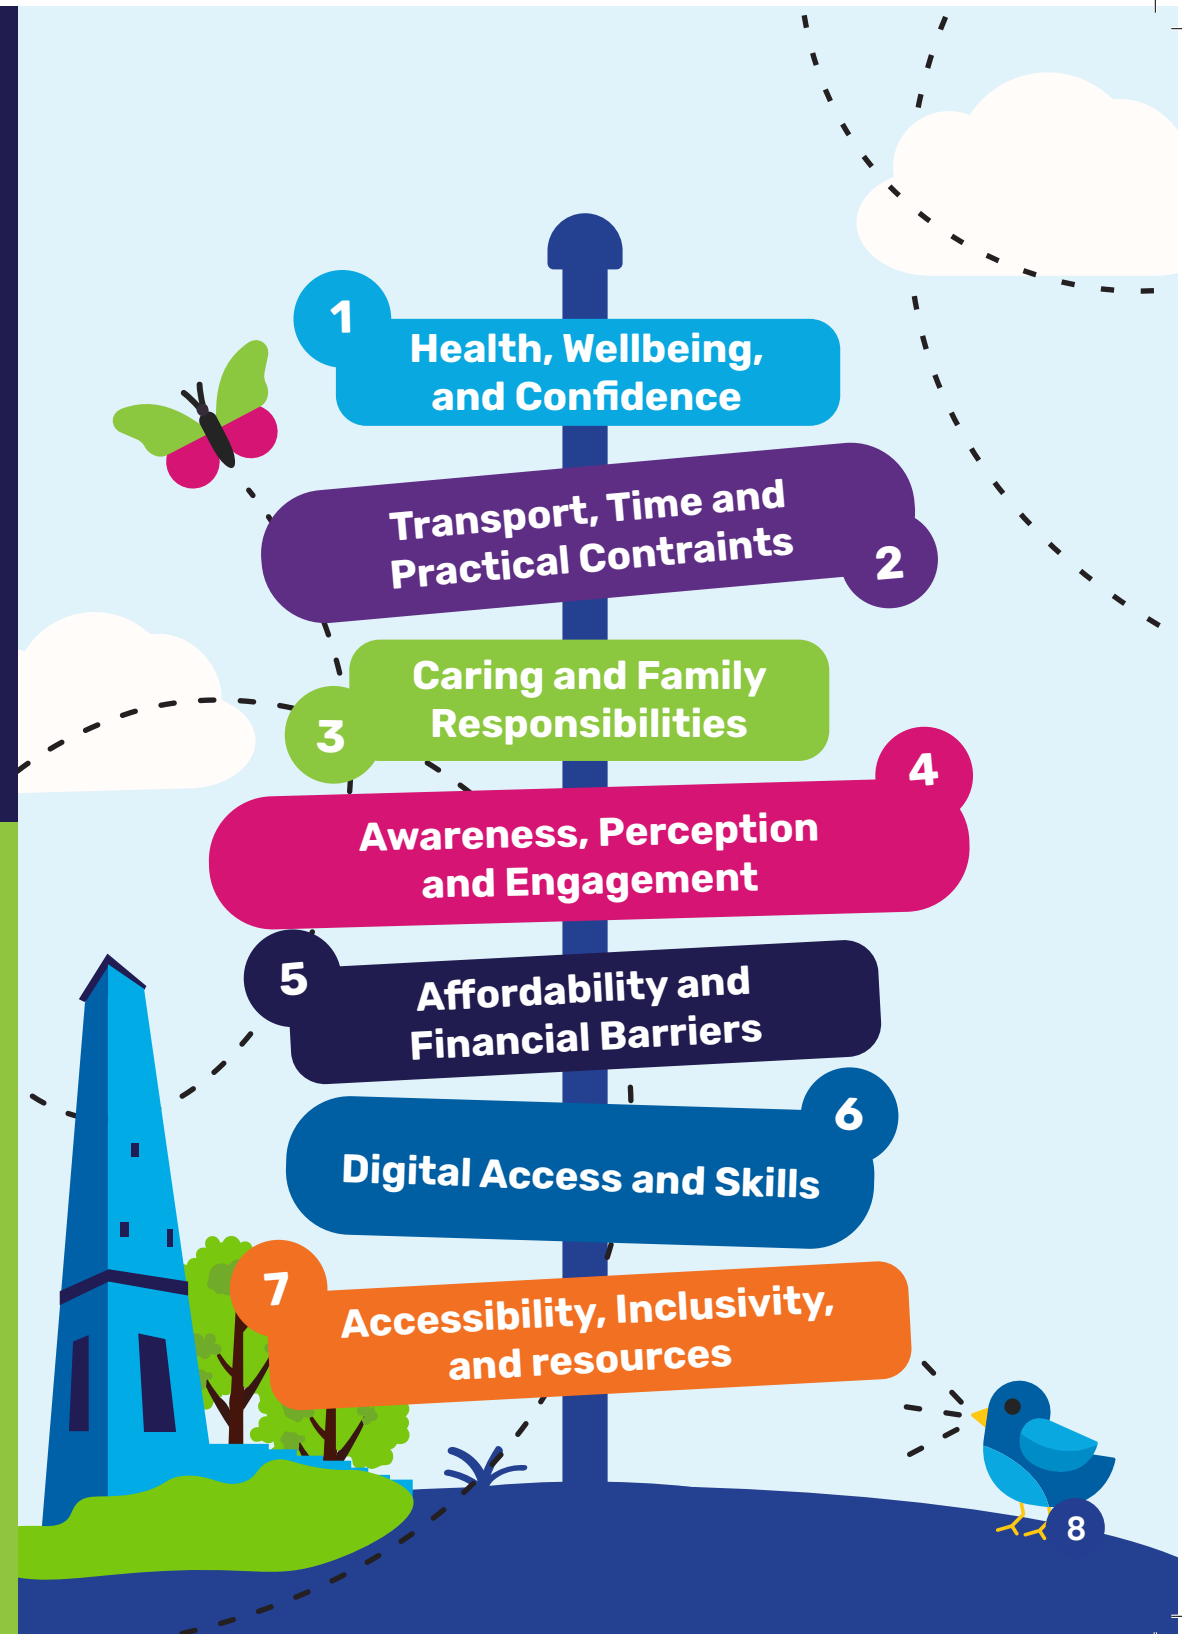 1
Health, Wellbeing,
and Confidence
Transport, Time and
Practical Contraints
2
Caring and Family
Responsibilities
3
4
Awareness, Perception
and Engagement
5
Affordability and
Financial Barriers
6
Digital Access and Skills
7
Accessibility, Inclusivity,
and resources
8